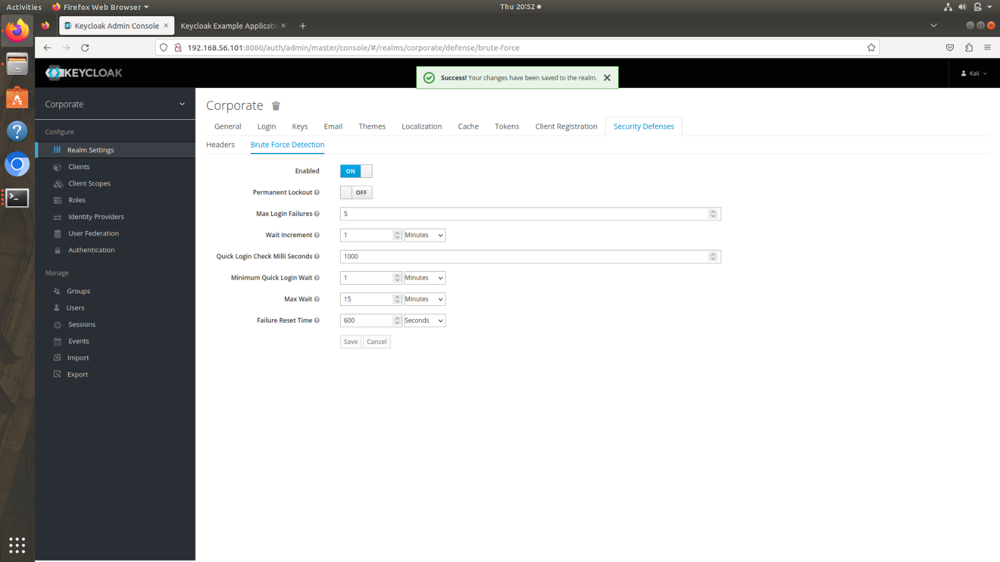 Activities Firefox Web Browser Thu 20:52
Keycloak Admin Console × Keycloak Example Applicatio × +
192.168.56.101:8080/auth/admin/master/console/#/realms/corporate/defense/brute-force
KEYCLOAK
Success! Your changes have been saved to the realm.
Kali
Corporate
Configure
Realm Settings
Clients
Client Scopes
Roles
Identity Providers
User Federation
Authentication
Manage
Groups
Users
Sessions
Events
Import
Export
Corporate
General Login Keys Email Themes Localization Cache Tokens Client Registration Security Defenses
Headers Brute Force Detection
Enabled ON
Permanent Lockout OFF
Max Login Failures 5
Wait Increment 1 Minutes
Quick Login Check Milli Seconds 1000
Minimum Quick Login Wait 1 Minutes
Max Wait 15 Minutes
Failure Reset Time 600 Seconds
Save Cancel